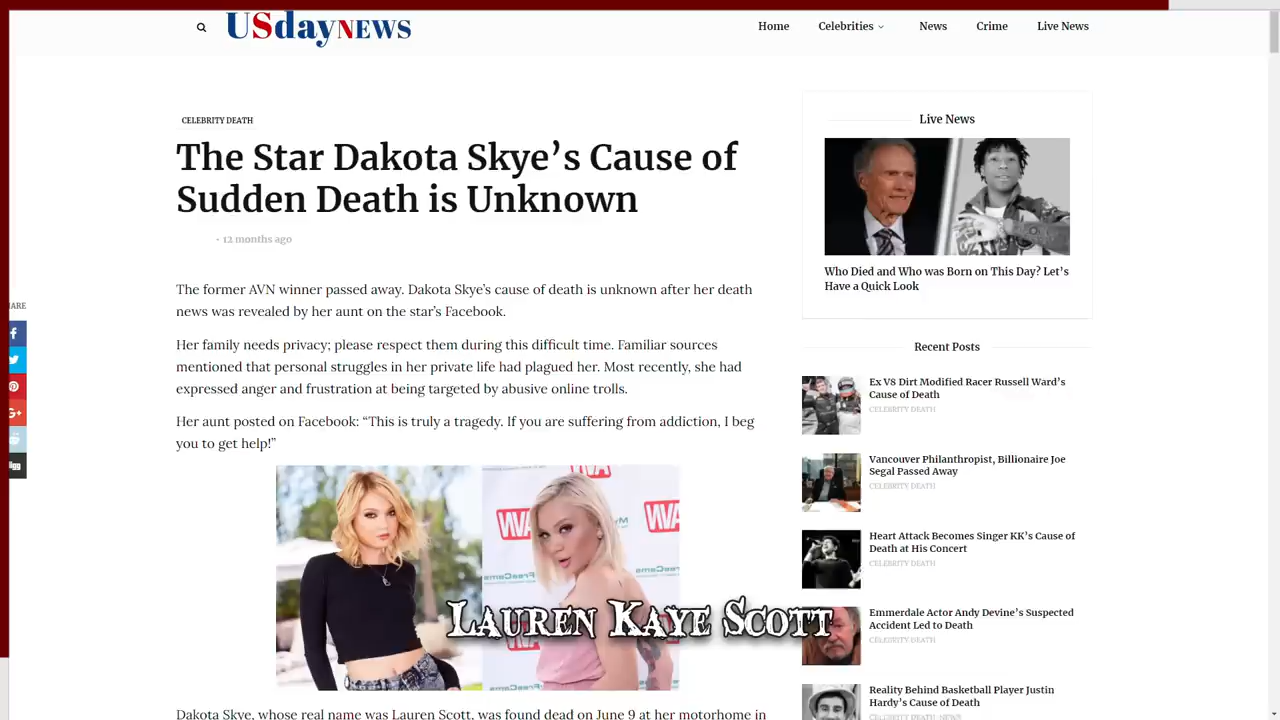 USdayNEWS
Home
Celebrities
News
Crime
Live News
CELEBRITY DEATH
The Star Dakota Skye’s Cause of
Sudden Death is Unknown
• 12 months ago
The former AVN winner passed away. Dakota Skye’s cause of death is unknown after her death
news was revealed by her aunt on the star’s Facebook.
Her family needs privacy; please respect them during this difficult time. Familiar sources
mentioned that personal struggles in her private life had plagued her. Most recently, she had
expressed anger and frustration at being targeted by abusive online trolls.
Her aunt posted on Facebook: “This is truly a tragedy. If you are suffering from addiction, I beg
you to get help!”
LAUREN KAYE SCOTT
Dakota Skye, whose real name was Lauren Scott, was found dead on June 9 at her motorhome in
ARE
Live News
Who Died and Who was Born on This Day? Let’s
Have a Quick Look
Recent Posts
Ex V8 Dirt Modified Racer Russell Ward’s
Cause of Death
CELEBRITY DEATH
Vancouver Philanthropist, Billionaire Joe
Segal Passed Away
CELEBRITY DEATH
Heart Attack Becomes Singer KK’s Cause of
Death at His Concert
CELEBRITY DEATH
Emmerdale Actor Andy Devine’s Suspected
Accident Led to Death
CELEBRITY DEATH
Reality Behind Basketball Player Justin
Hardy’s Cause of Death
CELEBRITY DEATH • NEWS